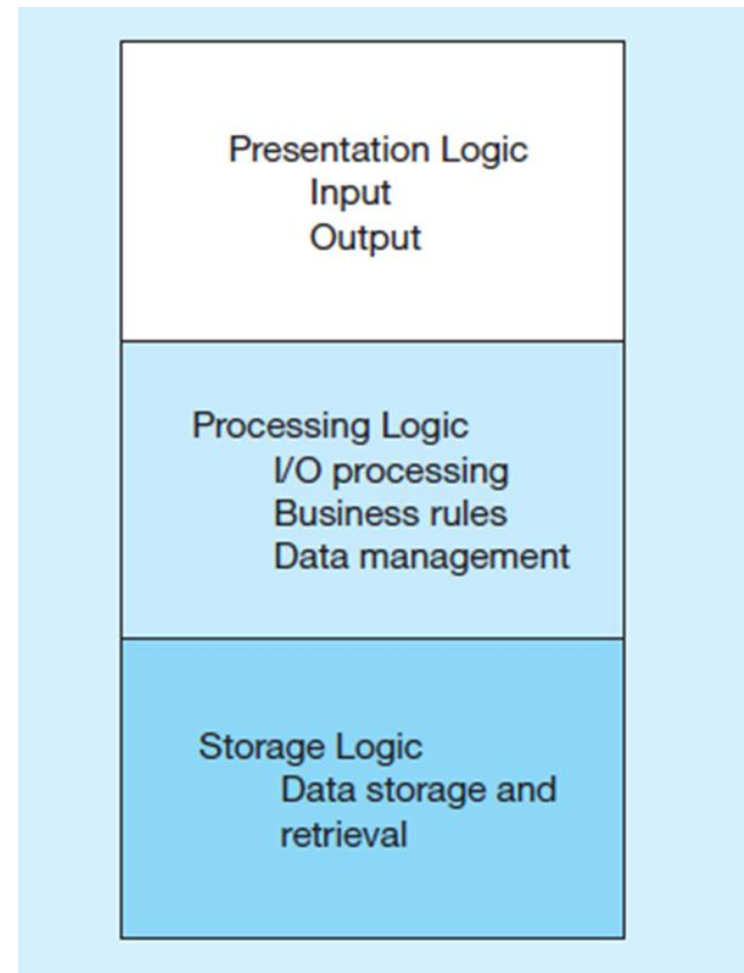 Presentation Logic
Input
Output
Processing Logic
I/O processing
Business rules
Data management
Storage Logic
Data storage and
retrieval